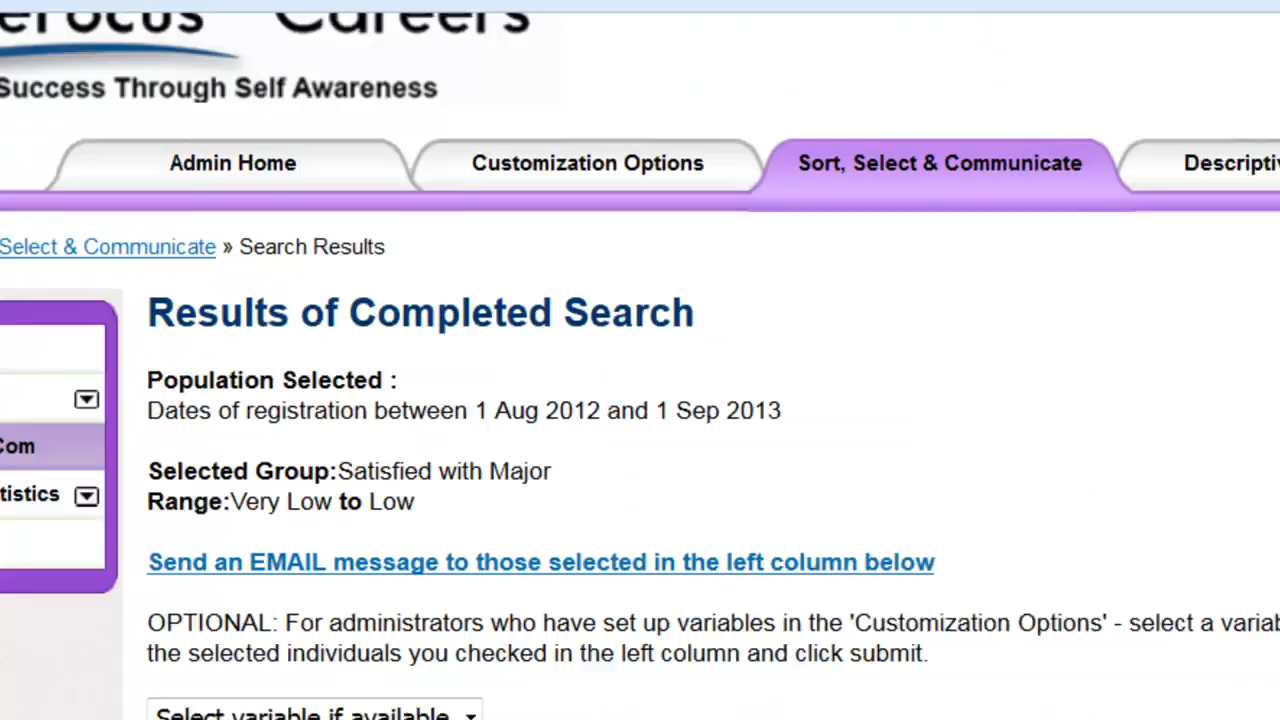 Careers
Success Through Self Awareness
Admin Home
Customization Options
Sort, Select & Communicate
Select & Communicate » Search Results
Results of Completed Search
Population Selected :
Dates of registration between 1 Aug 2012 and 1 Sep 2013
Com
Selected Group:Satisfied with Major
tistics
Range:Very Low to Low
Send an EMAIL message to those selected in the left column below
OPTIONAL: For administrators who have set up variables in the 'Customization Options' - select a variab
the selected individuals you checked in the left column and click submit.
Select variable if available